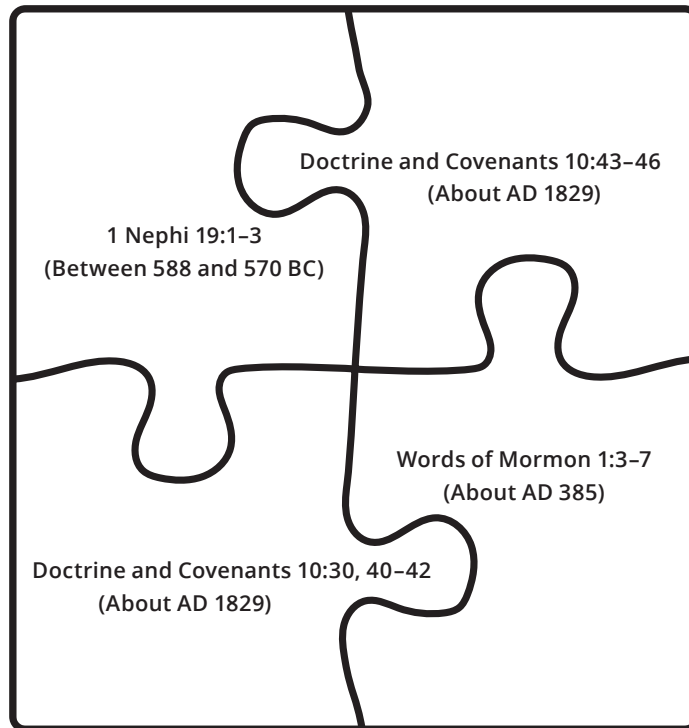 1 Nephi 19:1–3
(Between 588 and 570 BC)
Doctrine and Covenants 10:43–46
(About AD 1829)
Doctrine and Covenants 10:30, 40–42
(About AD 1829)
Words of Mormon 1:3–7
(About AD 385)